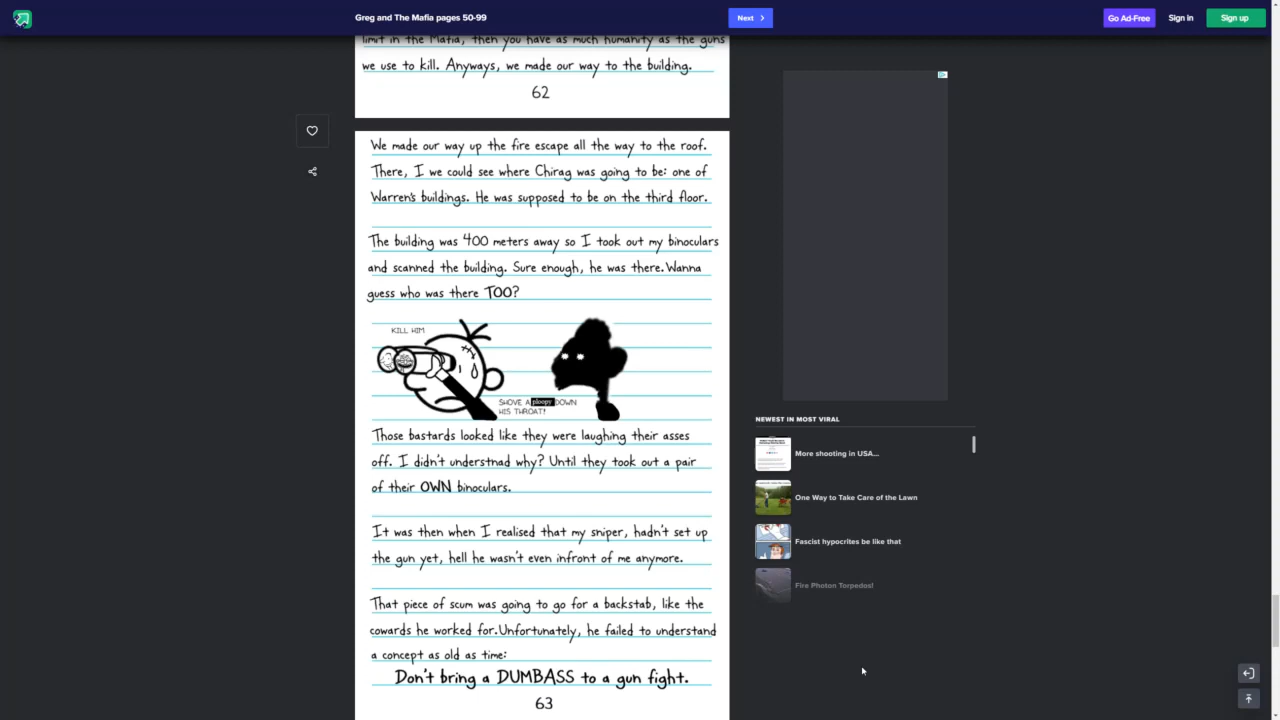 Greg and The Mafia pages 50-99
Next
Go Ad-Free
Sign in
Sign up
limit in the Mafia, then you have as much humanity as the guns
we use to kill. Anyways, we made our way to the building.
62
We made our way up the fire escape all the way to the roof.
There, I we could see where Chirag was going to be: one of
Warren's buildings. He was supposed to be on the third floor.
The building was 400 meters away so I took out my binoculars
and scanned the building. Sure enough, he was there. Wanna
guess who was there TOO?
KILL HIM
SHOVE A ploopy DOWN
HIS THROAT!
Those bastards looked like they were laughing their asses
off. I didn't understnad why? Until they took out a pair
of their OWN binoculars.
It was then when I realised that my sniper, hadn't set up
the gun yet, hell he wasn't even infront of me anymore.
That piece of scum was going to go for a backstab, like the
cowards he worked for. Unfortunately, he failed to understand
a concept as old as time:
Don't bring a DUMBASS to a gun fight.
63
NEWEST IN MOST VIRAL
More shooting in USA...
One Way to Take Care of the Lawn
Fascist hypocrites be like that
Fire Photon Torpedos!